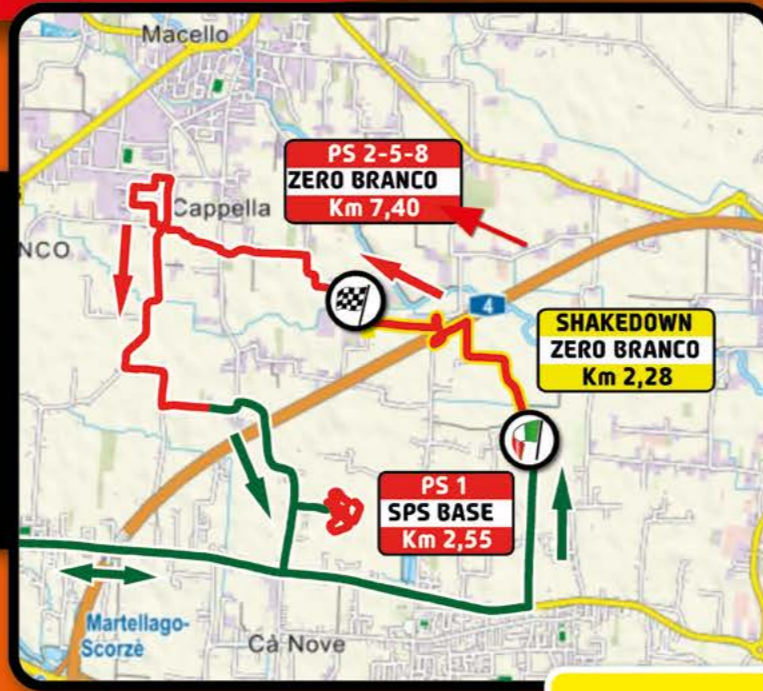 Macello
PS 2-5-8
ZERO BRANCO
Km 7,40
Cappella
NCO
4
SHAKEDOWN
ZERO BRANCO
Km 2,28
PS 1
SPS BASE
Km 2,55
Martellago-
Scorzè
Cà Nove